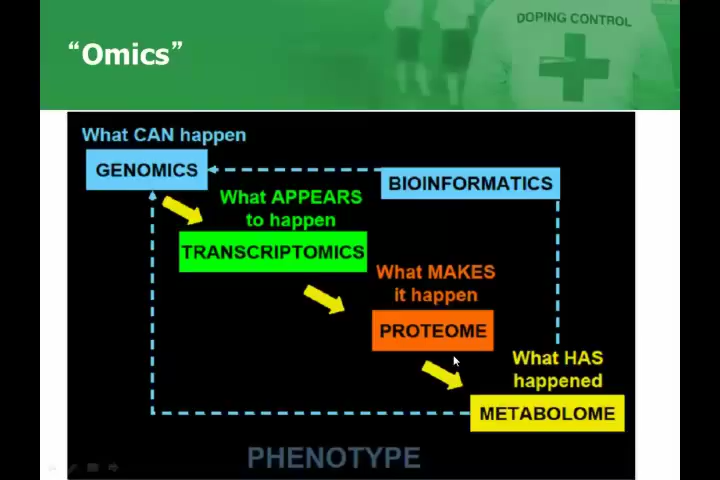 "Omics"
DOPING CONTROL
What CAN happen
GENOMICS
BIOINFORMATICS
What APPEARS
to happen
TRANSCRIPTOMICS
What MAKES
it happen
PROTEOME
What HAS
happened
METABOLOME
PHENOTYPE